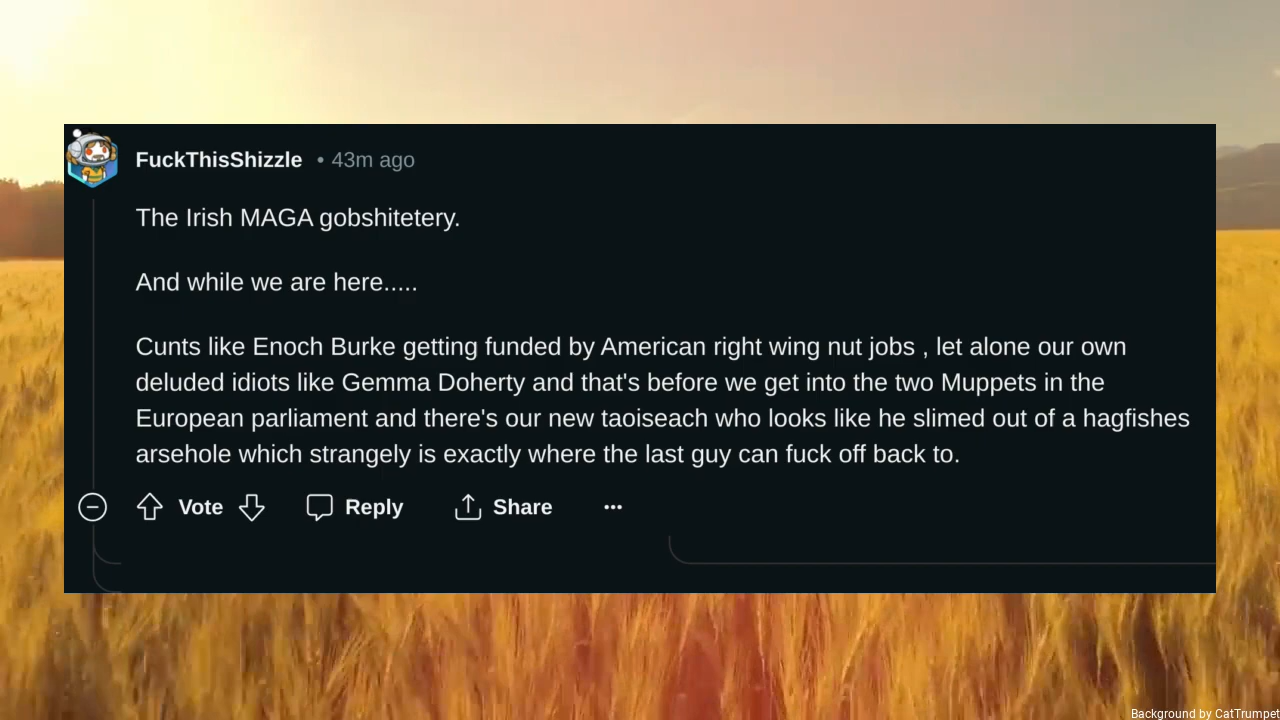 FuckThisShizzle • 43m ago
The Irish MAGA gobshitetery.
And while we are here.....
Cunts like Enoch Burke getting funded by American right wing nut jobs , let alone our own
deluded idiots like Gemma Doherty and that's before we get into the two Muppets in the
European parliament and there's our new taoiseach who looks like he slimed out of a hagfishes
arsehole which strangely is exactly where the last guy can fuck off back to.
Vote Reply Share
Background by CatTrumpet